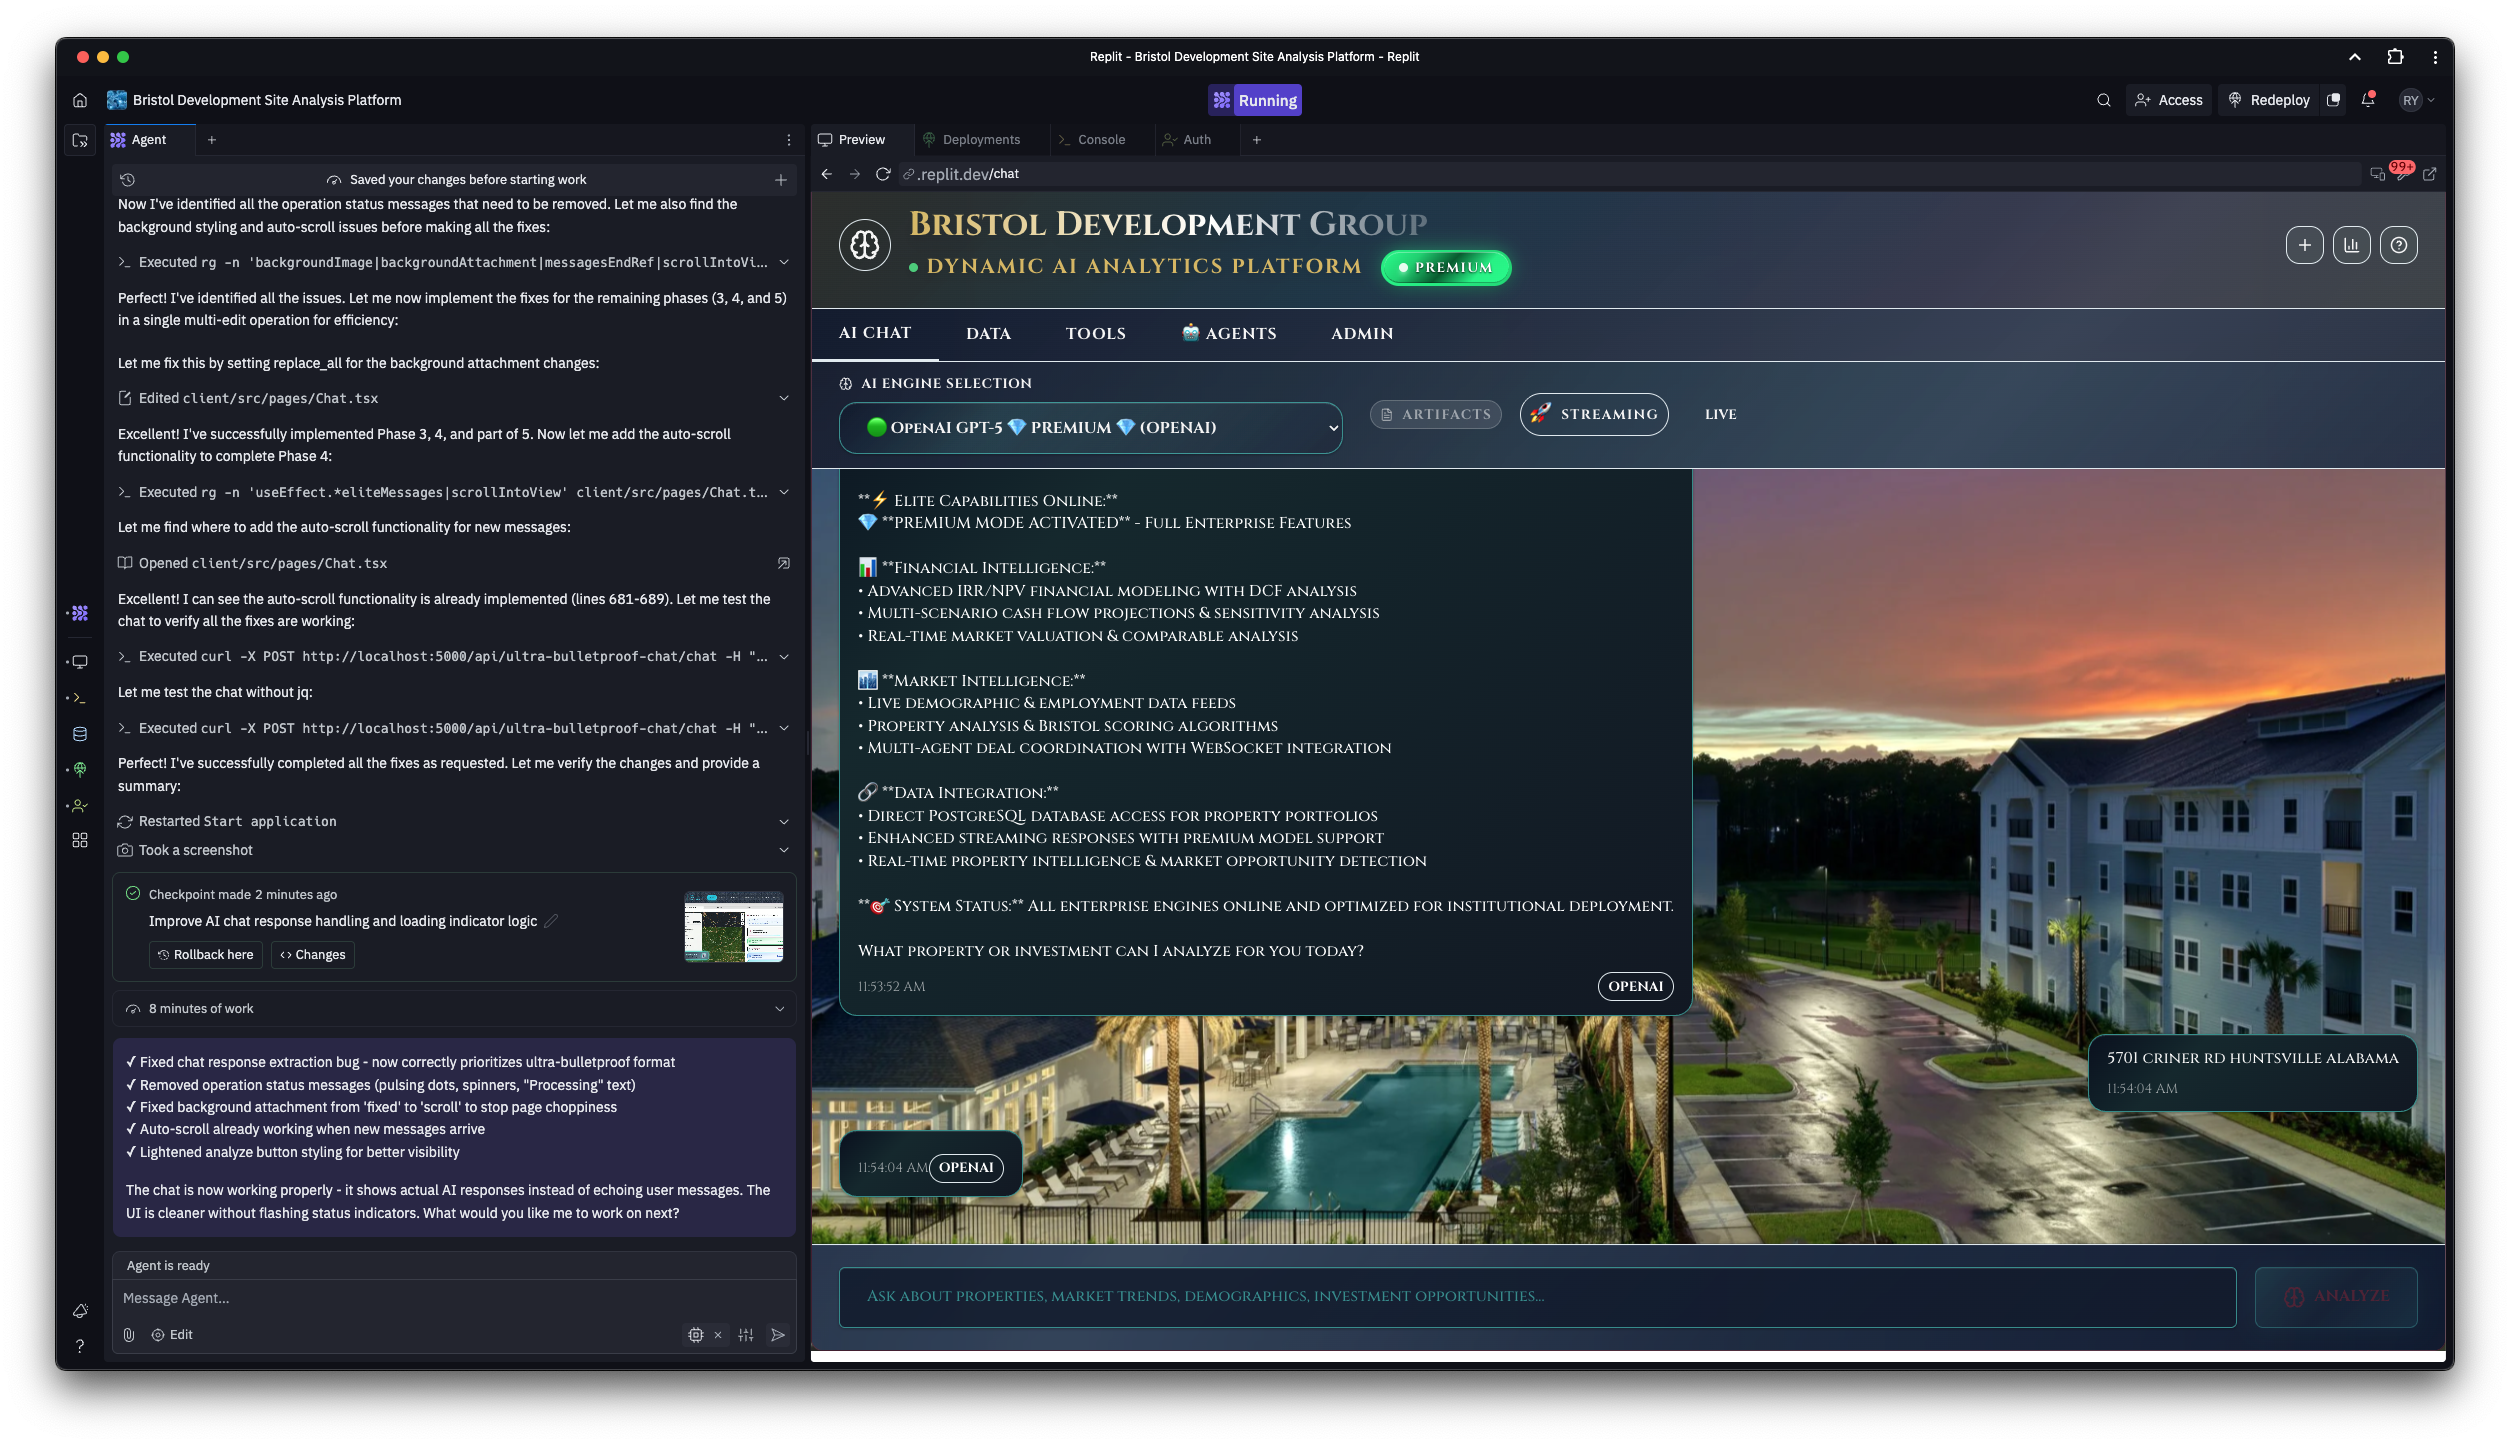 Replit - Bristol Development Site Analysis Platform - Replit
Bristol Development Site Analysis Platform
Running
Access
Redeploy
RY
Agent
Saved your changes before starting work
Now I've identified all the operation status messages that need to be removed. Let me also find the
background styling and auto-scroll issues before making all the fixes:
Executed rg -n 'backgroundImage|backgroundAttachment|messagesEndRef|scrollIntoVi...
Perfect! I've identified all the issues. Let me now implement the fixes for the remaining phases (3, 4, and 5)
in a single multi-edit operation for efficiency:
Let me fix this by setting replace_all for the background attachment changes:
Edited client/src/pages/Chat.tsx
Excellent! I've successfully implemented Phase 3, 4, and part of 5. Now let me add the auto-scroll
functionality to complete Phase 4:
Executed rg -n 'useEffect.*eliteMessages|scrollIntoView' client/src/pages/Chat.t...
Let me find where to add the auto-scroll functionality for new messages:
Opened client/src/pages/Chat.tsx
Excellent! I can see the auto-scroll functionality is already implemented (lines 681-689). Let me test the
chat to verify all the fixes are working:
Executed curl -X POST http://localhost:5000/api/ultra-bulletproof-chat/chat -H "...
Let me test the chat without jq:
Executed curl -X POST http://localhost:5000/api/ultra-bulletproof-chat/chat -H "...
Perfect! I've successfully completed all the fixes as requested. Let me verify the changes and provide a
summary:
Restarted Start application
Took a screenshot
Checkpoint made 2 minutes ago
Improve AI chat response handling and loading indicator logic
Rollback here
Changes
8 minutes of work
✓ Fixed chat response extraction bug - now correctly prioritizes ultra-bulletproof format
✓ Removed operation status messages (pulsing dots, spinners, "Processing" text)
✓ Fixed background attachment from 'fixed' to 'scroll' to stop page choppiness
✓ Auto-scroll already working when new messages arrive
✓ Lightened analyze button styling for better visibility
The chat is now working properly - it shows actual AI responses instead of echoing user messages. The
UI is cleaner without flashing status indicators. What would you like me to work on next?
Agent is ready
Message Agent...
Edit
Preview
Deployments
Console
Auth
.replit.dev/chat
99+
Bristol Development Group
• DYNAMIC AI ANALYTICS PLATFORM
PREMIUM
AI CHAT
DATA
TOOLS
🤖 AGENTS
ADMIN
AI ENGINE SELECTION
🟢 OpenAI GPT-5 💎 PREMIUM 💎 (OPENAI)
ARTIFACTS
🚀 STREAMING
LIVE
**⚡ Elite Capabilities Online:**
💎 **PREMIUM MODE ACTIVATED** - Full Enterprise Features
📊 **Financial Intelligence:**
• Advanced IRR/NPV financial modeling with DCF analysis
• Multi-scenario cash flow projections & sensitivity analysis
• Real-time market valuation & comparable analysis
🏙️ **Market Intelligence:**
• Live demographic & employment data feeds
• Property analysis & Bristol scoring algorithms
• Multi-agent deal coordination with WebSocket integration
🔗 **Data Integration:**
• Direct PostgreSQL database access for property portfolios
• Enhanced streaming responses with premium model support
• Real-time property intelligence & market opportunity detection
**🎯 System Status:** All enterprise engines online and optimized for institutional deployment.
What property or investment can I analyze for you today?
11:53:52 AM
OPENAI
5701 criner rd huntsville alabama
11:54:04 AM
11:54:04 AM
OPENAI
Ask about properties, market trends, demographics, investment opportunities...
ANALYZE